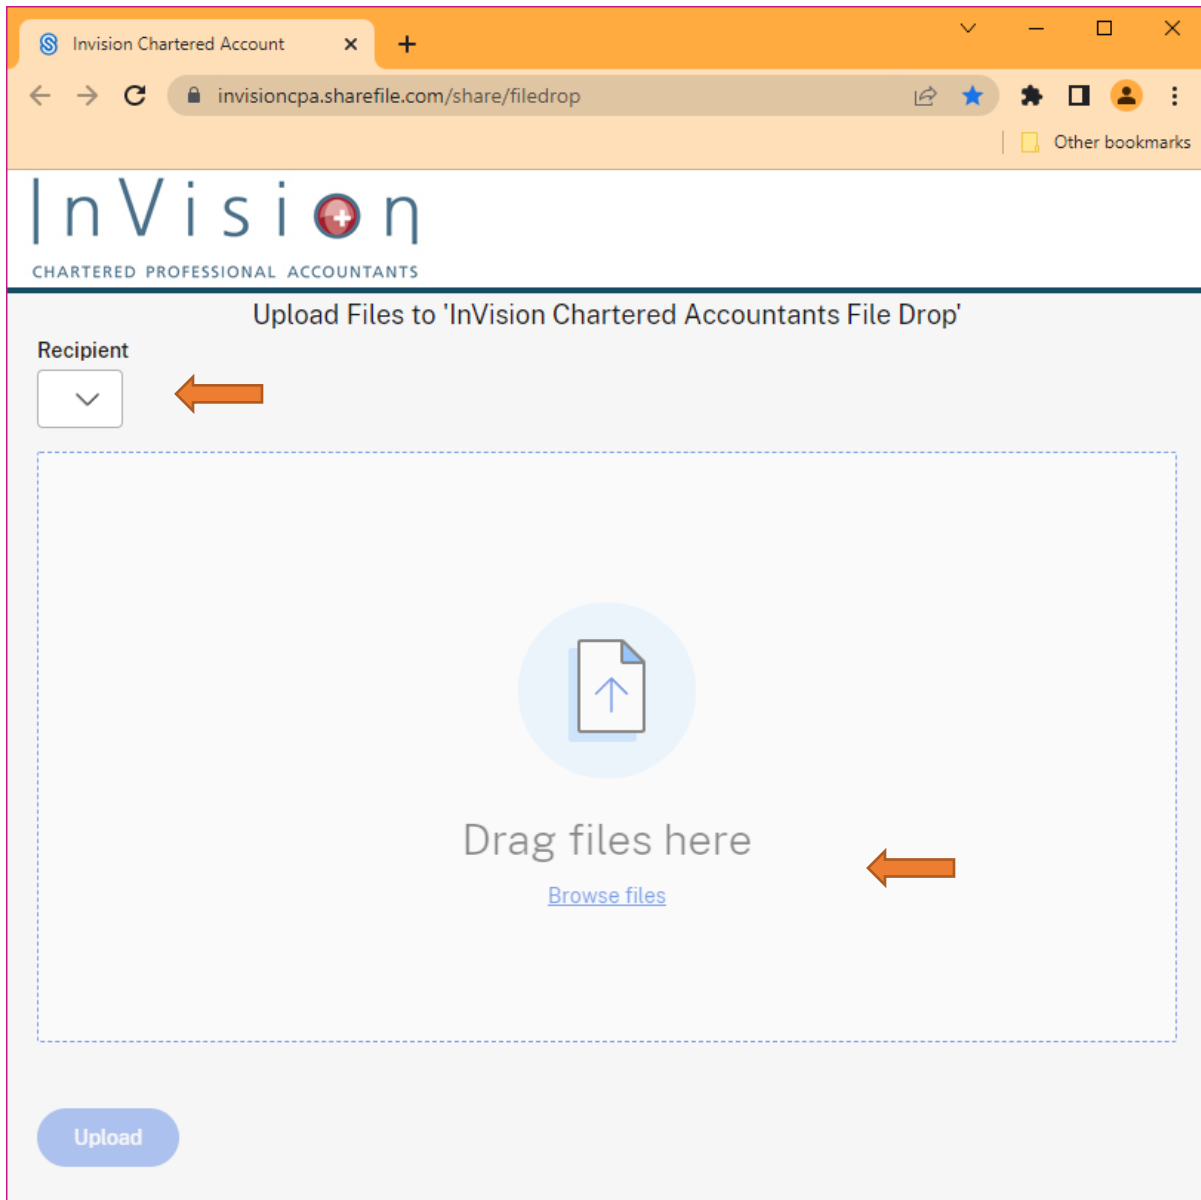 Invision Chartered Account
invisioncpa.sharefile.com/share/filedrop
Other bookmarks
InVision
CHARTERED PROFESSIONAL ACCOUNTANTS
Upload Files to 'InVision Chartered Accountants File Drop'
Recipient
Drag files here
Browse files
Upload